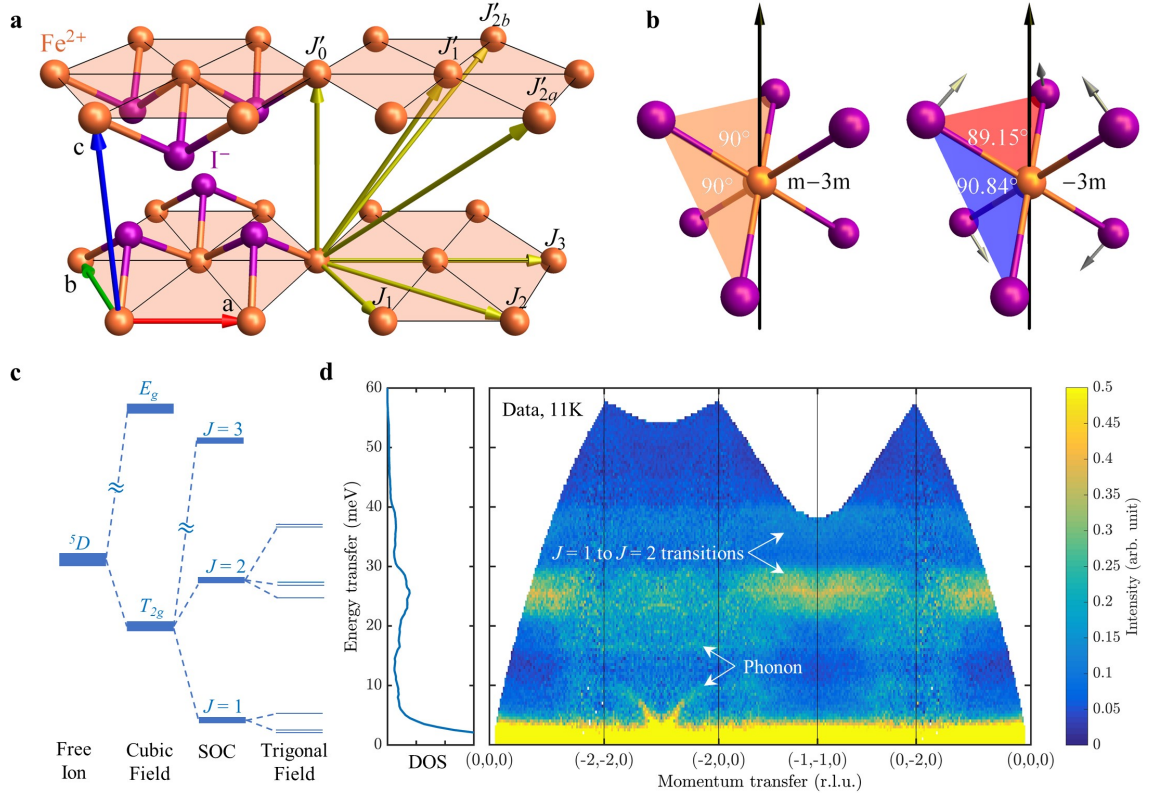 a
Fe²⁺
J′₀
J′₁
J′₂b
J′₂a
c
I⁻
b
a
J₁
J₂
J₃
b
90°
90°
m−3m
89.15°
90.84°
−3m
c
E_g
J = 3
⁵D
J = 2
T₂g
J = 1
Free
Ion
Cubic
Field
SOC
Trigonal
Field
d
60
50
40
30
20
10
0
Energy transfer (meV)
DOS
Data, 11K
J = 1 to J = 2 transitions
Phonon
(0,0,0)
(-2,-2,0)
(-2,0,0)
(-1,-1,0)
(0,-2,0)
(0,0,0)
Momentum transfer (r.l.u.)
0.5
0.45
0.4
0.35
0.3
0.25
0.2
0.15
0.1
0.05
0
Intensity (arb. unit)